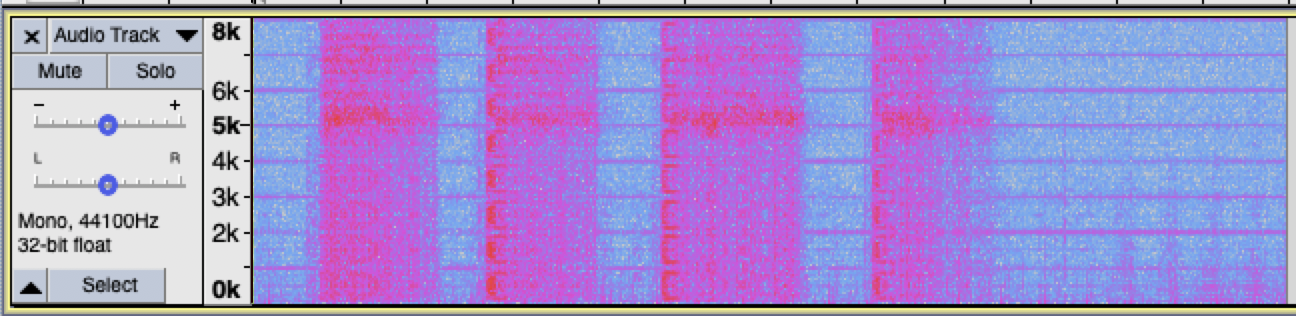 × Audio Track ▼
Mute Solo
- +
L R
Mono, 44100Hz
32-bit float
▲ Select
8k
6k
5k
4k
3k
2k
0k